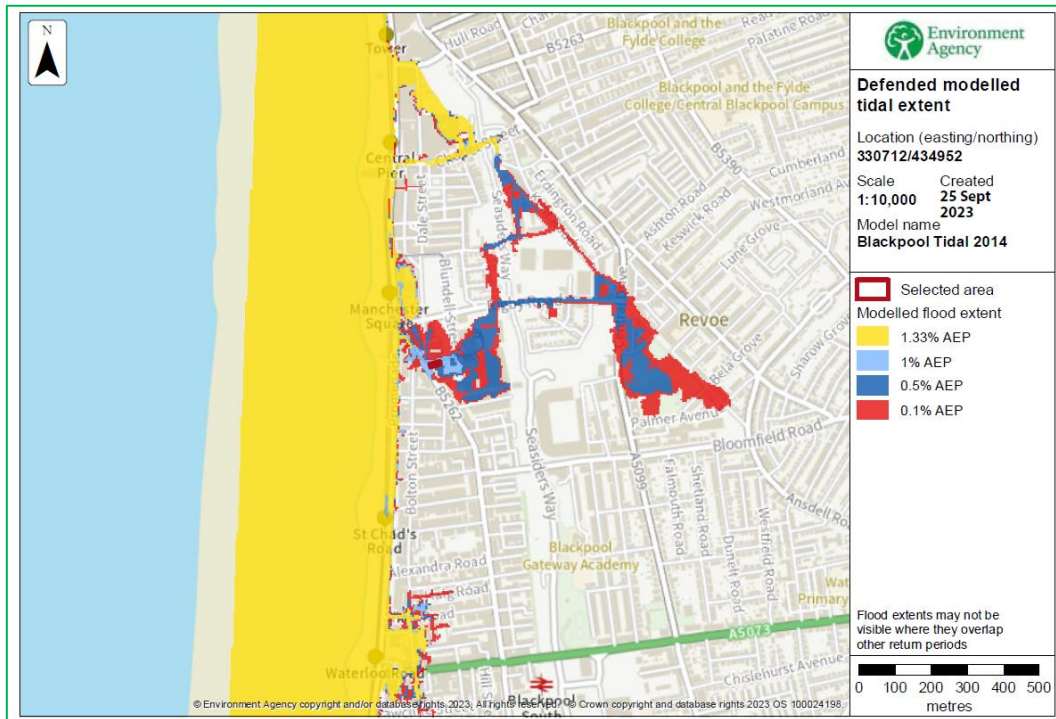 N
Tower
Hull Road
B5263
Blackpool and the
Fylde College
Palatine
Blackpool and the Fylde
College/Central Blackpool Campus
B5390
Cumberland
Westmorland Av
Central
Pier
Dale Street
Seasiders Way
Erdington Road
Ashton Road
Keswick Road
Lune Grove
Blundell-Street
Manchester
Square
Revoe
Bela Grove
Sharow Grove
B5262
Bolton Street
Palmer Avenu
Bloomfield Road
Seasiders Way
A5099
Falmouth Road
Shetland Road
Dunelt Road
Westfield Road
Ansdell Ro
St Chad's
Road
Alexandra Road
Blackpool
Gateway Academy
Wat
Primary
A5073
Waterloo Road
Hill St
Blackpool
South
Chislehurst Avenue
© Environment Agency copyright and/or database rights 2023. All rights reserved. © Crown copyright and database rights 2023 OS 100024198.
Environment
Agency
Defended modelled
tidal extent
Location (easting/northing)
330712/434952
Scale Created
1:10,000 25 Sept
2023
Model name
Blackpool Tidal 2014
Selected area
Modelled flood extent
1.33% AEP
1% AEP
0.5% AEP
0.1% AEP
Flood extents may not be
visible where they overlap
other return periods
0 100 200 300 400 500
metres